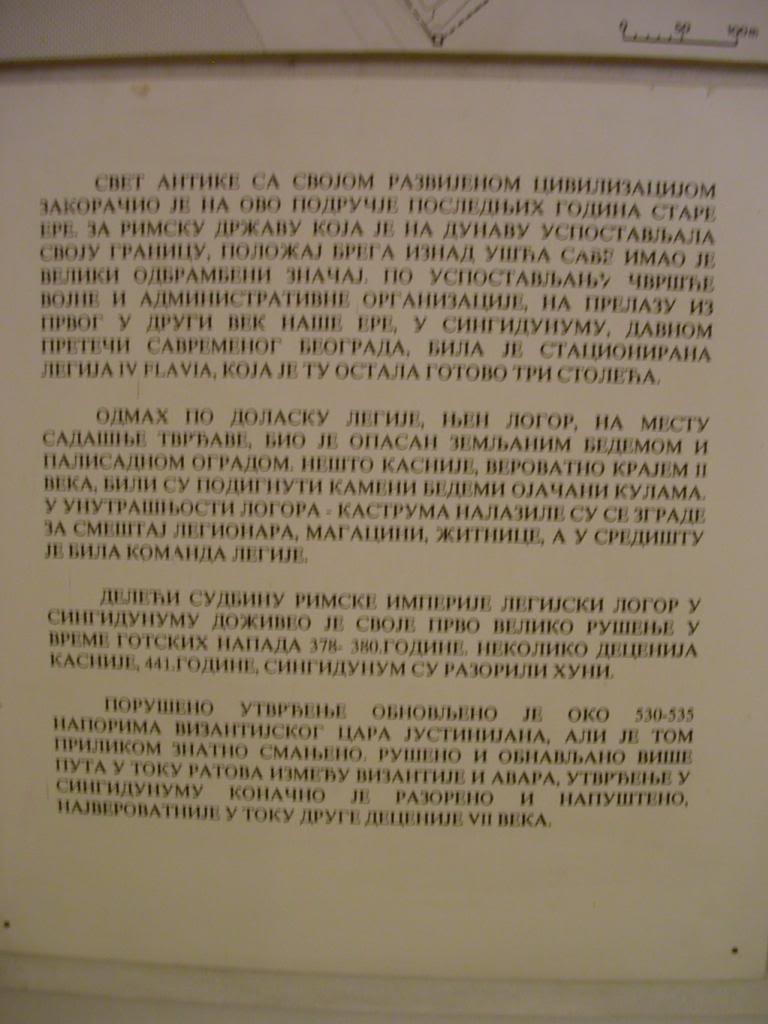 0 50 100m
СВЕТ АНТИКЕ СА СВОЈОМ РАЗВИЈЕНОМ ЦИВИЛИЗАЦИЈОМ
ЗАКОРАЧИО ЈЕ НА ОВО ПОДРУЧЈЕ ПОСЛЕДЊИХ ГОДИНА СТАРЕ
ЕРЕ. ЗА РИМСКУ ДРЖАВУ КОЈА ЈЕ НА ДУНАВУ УСПОСТАВЉАЛА
СВОЈУ ГРАНИЦУ, ПОЛОЖАЈ БРЕГА ИЗНАД УШЋА САВЕ ИМАО ЈЕ
ВЕЛИКИ ОДБРАМБЕНИ ЗНАЧАЈ. ПО УСПОСТАВЉАЊУ ЧВРШЋЕ
ВОЈНЕ И АДМИНИСТРАТИВНЕ ОРГАНИЗАЦИЈЕ, НА ПРЕЛАЗУ ИЗ
ПРВОГ У ДРУГИ ВЕК НАШЕ ЕРЕ, У СИНГИДУНУМУ, ДАВНОМ
ПРЕТЕЧИ САВРЕМЕНОГ БЕОГРАДА, БИЛА ЈЕ СТАЦИОНИРАНА
ЛЕГИЈА IV FLAVIA, КОЈА ЈЕ ТУ ОСТАЛА ГОТОВО ТРИ СТОЛЕЋА.
ОДМАХ ПО ДОЛАСКУ ЛЕГИЈЕ, ЊЕН ЛОГОР, НА МЕСТУ
САДАШЊЕ ТВРЂАВЕ, БИО ЈЕ ОПАСАН ЗЕМЉАНИМ БЕДЕМОМ И
ПАЛИСАДНОМ ОГРАДОМ. НЕШТО КАСНИЈЕ, ВЕРОВАТНО КРАЈЕМ II
ВЕКА, БИЛИ СУ ПОДИГНУТИ КАМЕНИ БЕДЕМИ ОЈАЧАНИ КУЛАМА.
У УНУТРАШЊОСТИ ЛОГОРА - КАСТРУМА НАЛАЗИЛЕ СУ СЕ ЗГРАДЕ
ЗА СМЕШТАЈ ЛЕГИОНАРА, МАГАЦИНИ, ЖИТНИЦЕ, А У СРЕДИШТУ
ЈЕ БИЛА КОМАНДА ЛЕГИЈЕ.
ДЕЛЕЋИ СУДБИНУ РИМСКЕ ИМПЕРИЈЕ ЛЕГИЈСКИ ЛОГОР У
СИНГИДУНУМУ ДОЖИВЕО ЈЕ СВОЈЕ ПРВО ВЕЛИКО РУШЕЊЕ У
ВРЕМЕ ГОТСКИХ НАПАДА 378- 380.ГОДИНЕ. НЕКОЛИКО ДЕЦЕНИЈА
КАСНИЈЕ, 441.ГОДИНЕ, СИНГИДУНУМ СУ РАЗОРИЛИ ХУНИ.
ПОРУШЕНО УТВРЂЕЊЕ ОБНОВЉЕНО ЈЕ ОКО 530-535
НАПОРИМА ВИЗАНТИЈСКОГ ЦАРА ЈУСТИНИЈАНА, АЛИ ЈЕ ТОМ
ПРИЛИКОМ ЗНАТНО СМАЊЕНО. РУШЕНО И ОБНАВЉАНО ВИШЕ
ПУТА У ТОКУ РАТОВА ИЗМЕЂУ ВИЗАНТИЈЕ И АВАРА, УТВРЂЕЊЕ У
СИНГИДУНУМУ КОНАЧНО ЈЕ РАЗОРЕНО И НАПУШТЕНО,
НАЈВЕРОВАТНИЈЕ У ТОКУ ДРУГЕ ДЕЦЕНИЈЕ VII ВЕКА.